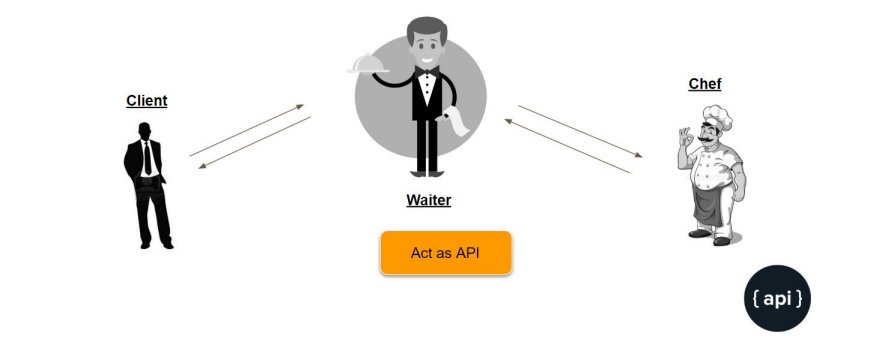 Client
Chef
Waiter
Act as API
{ api }